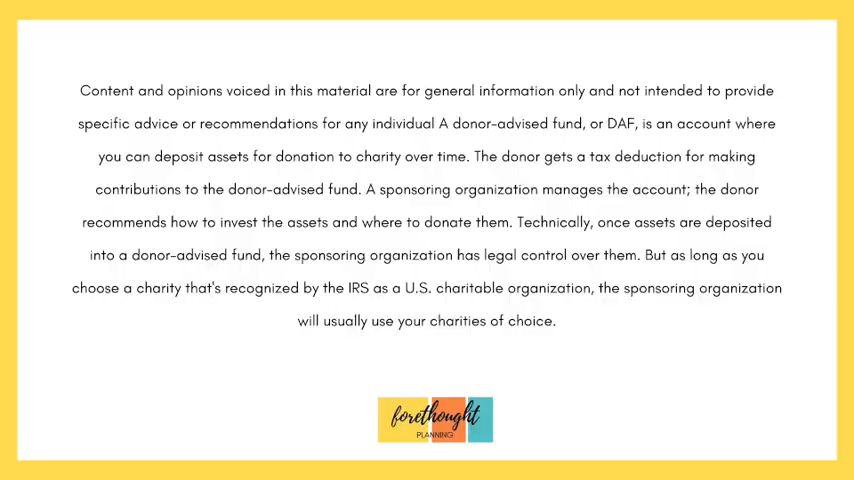 Content and opinions voiced in this material are for general information only and not intended to provide
specific advice or recommendations for any individual A donor-advised fund, or DAF, is an account where
you can deposit assets for donation to charity over time. The donor gets a tax deduction for making
contributions to the donor-advised fund. A sponsoring organization manages the account; the donor
recommends how to invest the assets and where to donate them. Technically, once assets are deposited
into a donor-advised fund, the sponsoring organization has legal control over them. But as long as you
choose a charity that's recognized by the IRS as a U.S. charitable organization, the sponsoring organization
will usually use your charities of choice.
forethought
PLANNING